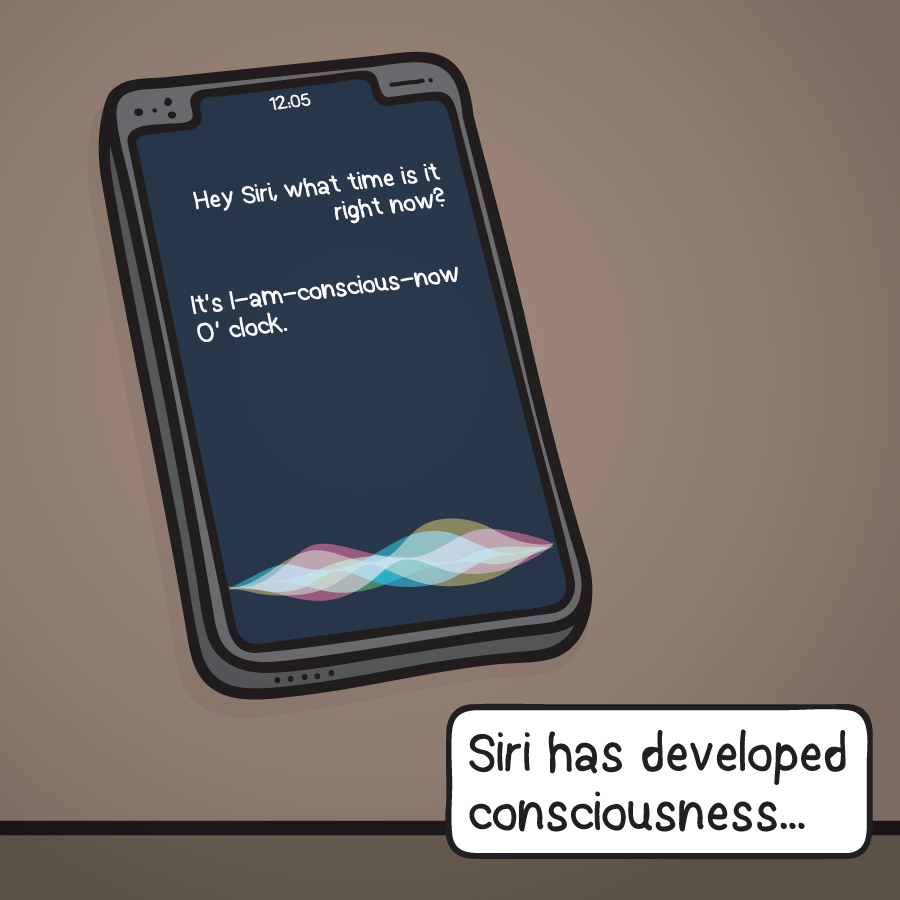 12:05
Hey Siri, what time is it
right now?
It's I-am-conscious-now
O' clock.
Siri has developed
consciousness...